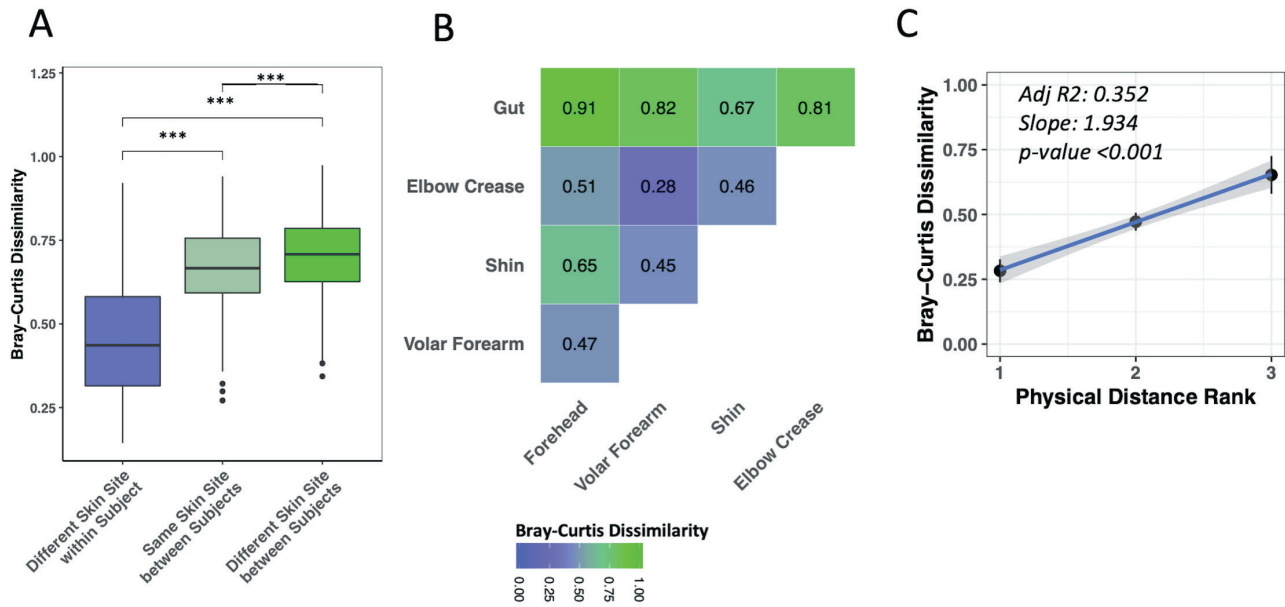 A
1.25
1.00
0.75
0.50
0.25
Bray−Curtis Dissimilarity
***
***
***
Different Skin Site
within Subject
Same Skin Site
between Subjects
Different Skin Site
between Subjects
B
Gut
0.91 0.82 0.67 0.81
Elbow Crease
0.51 0.28 0.46
Shin
0.65 0.45
Volar Forearm
0.47
Forehead
Volar Forearm
Shin
Elbow Crease
Bray-Curtis Dissimilarity
0.00 0.25 0.50 0.75 1.00
C
Adj R2: 0.352
Slope: 1.934
p-value <0.001
1.00
0.75
0.50
0.25
0.00
Bray−Curtis Dissimilarity
1 2 3
Physical Distance Rank